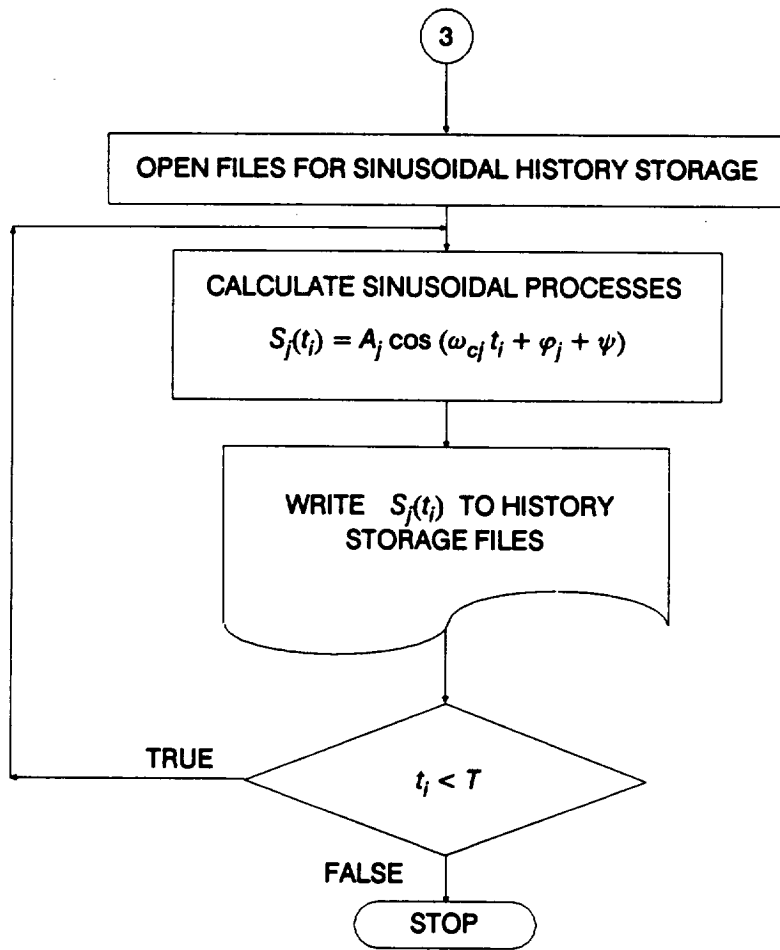 3
OPEN FILES FOR SINUSOIDAL HISTORY STORAGE
CALCULATE SINUSOIDAL PROCESSES
S_j(t_i) = A_j cos (ω_cj t_i + φ_j + ψ)
WRITE S_j(t_i) TO HISTORY
STORAGE FILES
TRUE
t_i < T
FALSE
STOP